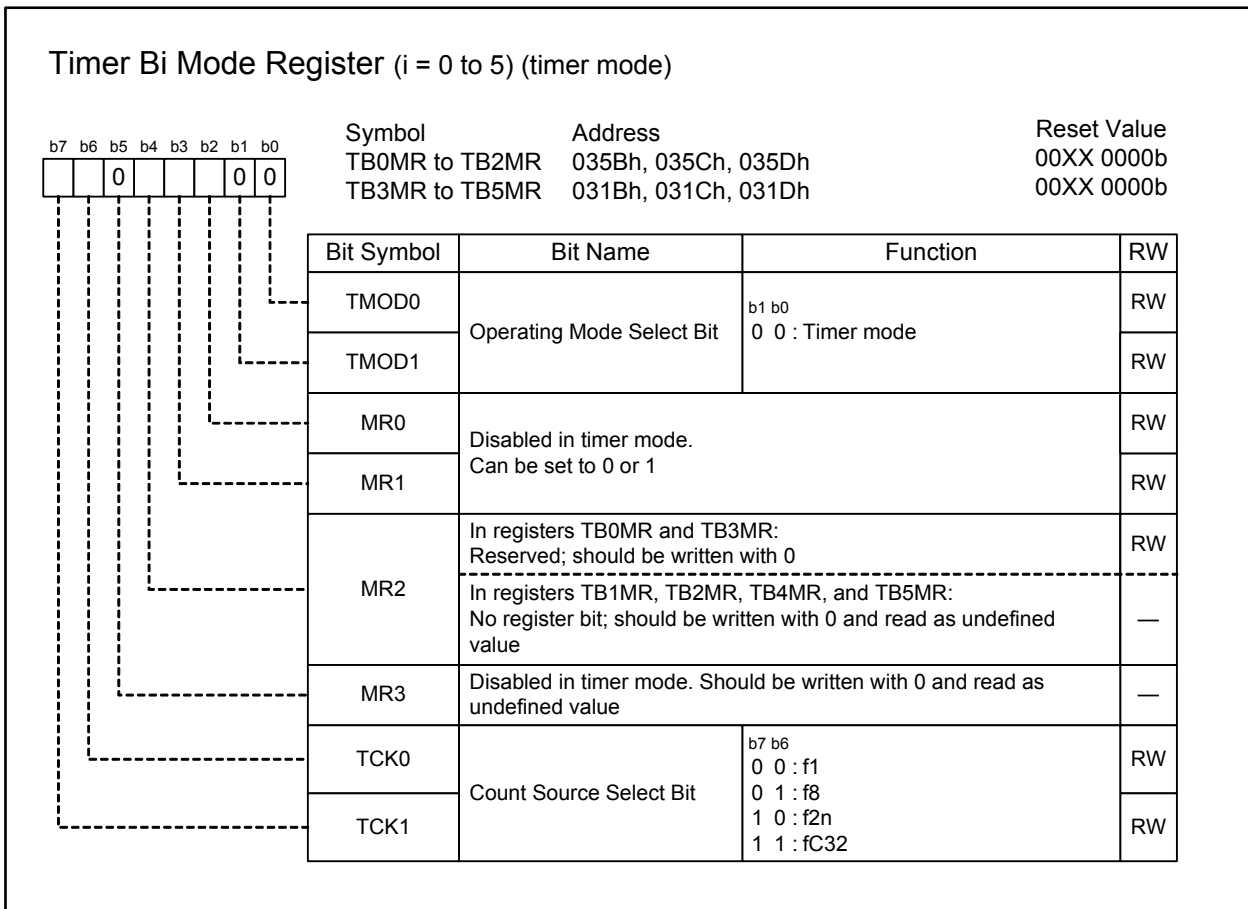 Timer Bi Mode Register (i = 0 to 5) (timer mode)
b7 b6 b5 b4 b3 b2 b1 b0
0 0 0
Symbol Address Reset Value
TB0MR to TB2MR 035Bh, 035Ch, 035Dh 00XX 0000b
TB3MR to TB5MR 031Bh, 031Ch, 031Dh 00XX 0000b
Bit Symbol Bit Name Function RW
TMOD0 RW
Operating Mode Select Bit
b1 b0
0 0 : Timer mode
TMOD1 RW
MR0 RW
Disabled in timer mode.
Can be set to 0 or 1
MR1 RW
MR2
In registers TB0MR and TB3MR:
Reserved; should be written with 0
RW
In registers TB1MR, TB2MR, TB4MR, and TB5MR:
No register bit; should be written with 0 and read as undefined
value
—
MR3
Disabled in timer mode. Should be written with 0 and read as
undefined value
—
TCK0 RW
Count Source Select Bit
b7 b6
0 0 : f1
0 1 : f8
1 0 : f2n
1 1 : fC32
TCK1 RW